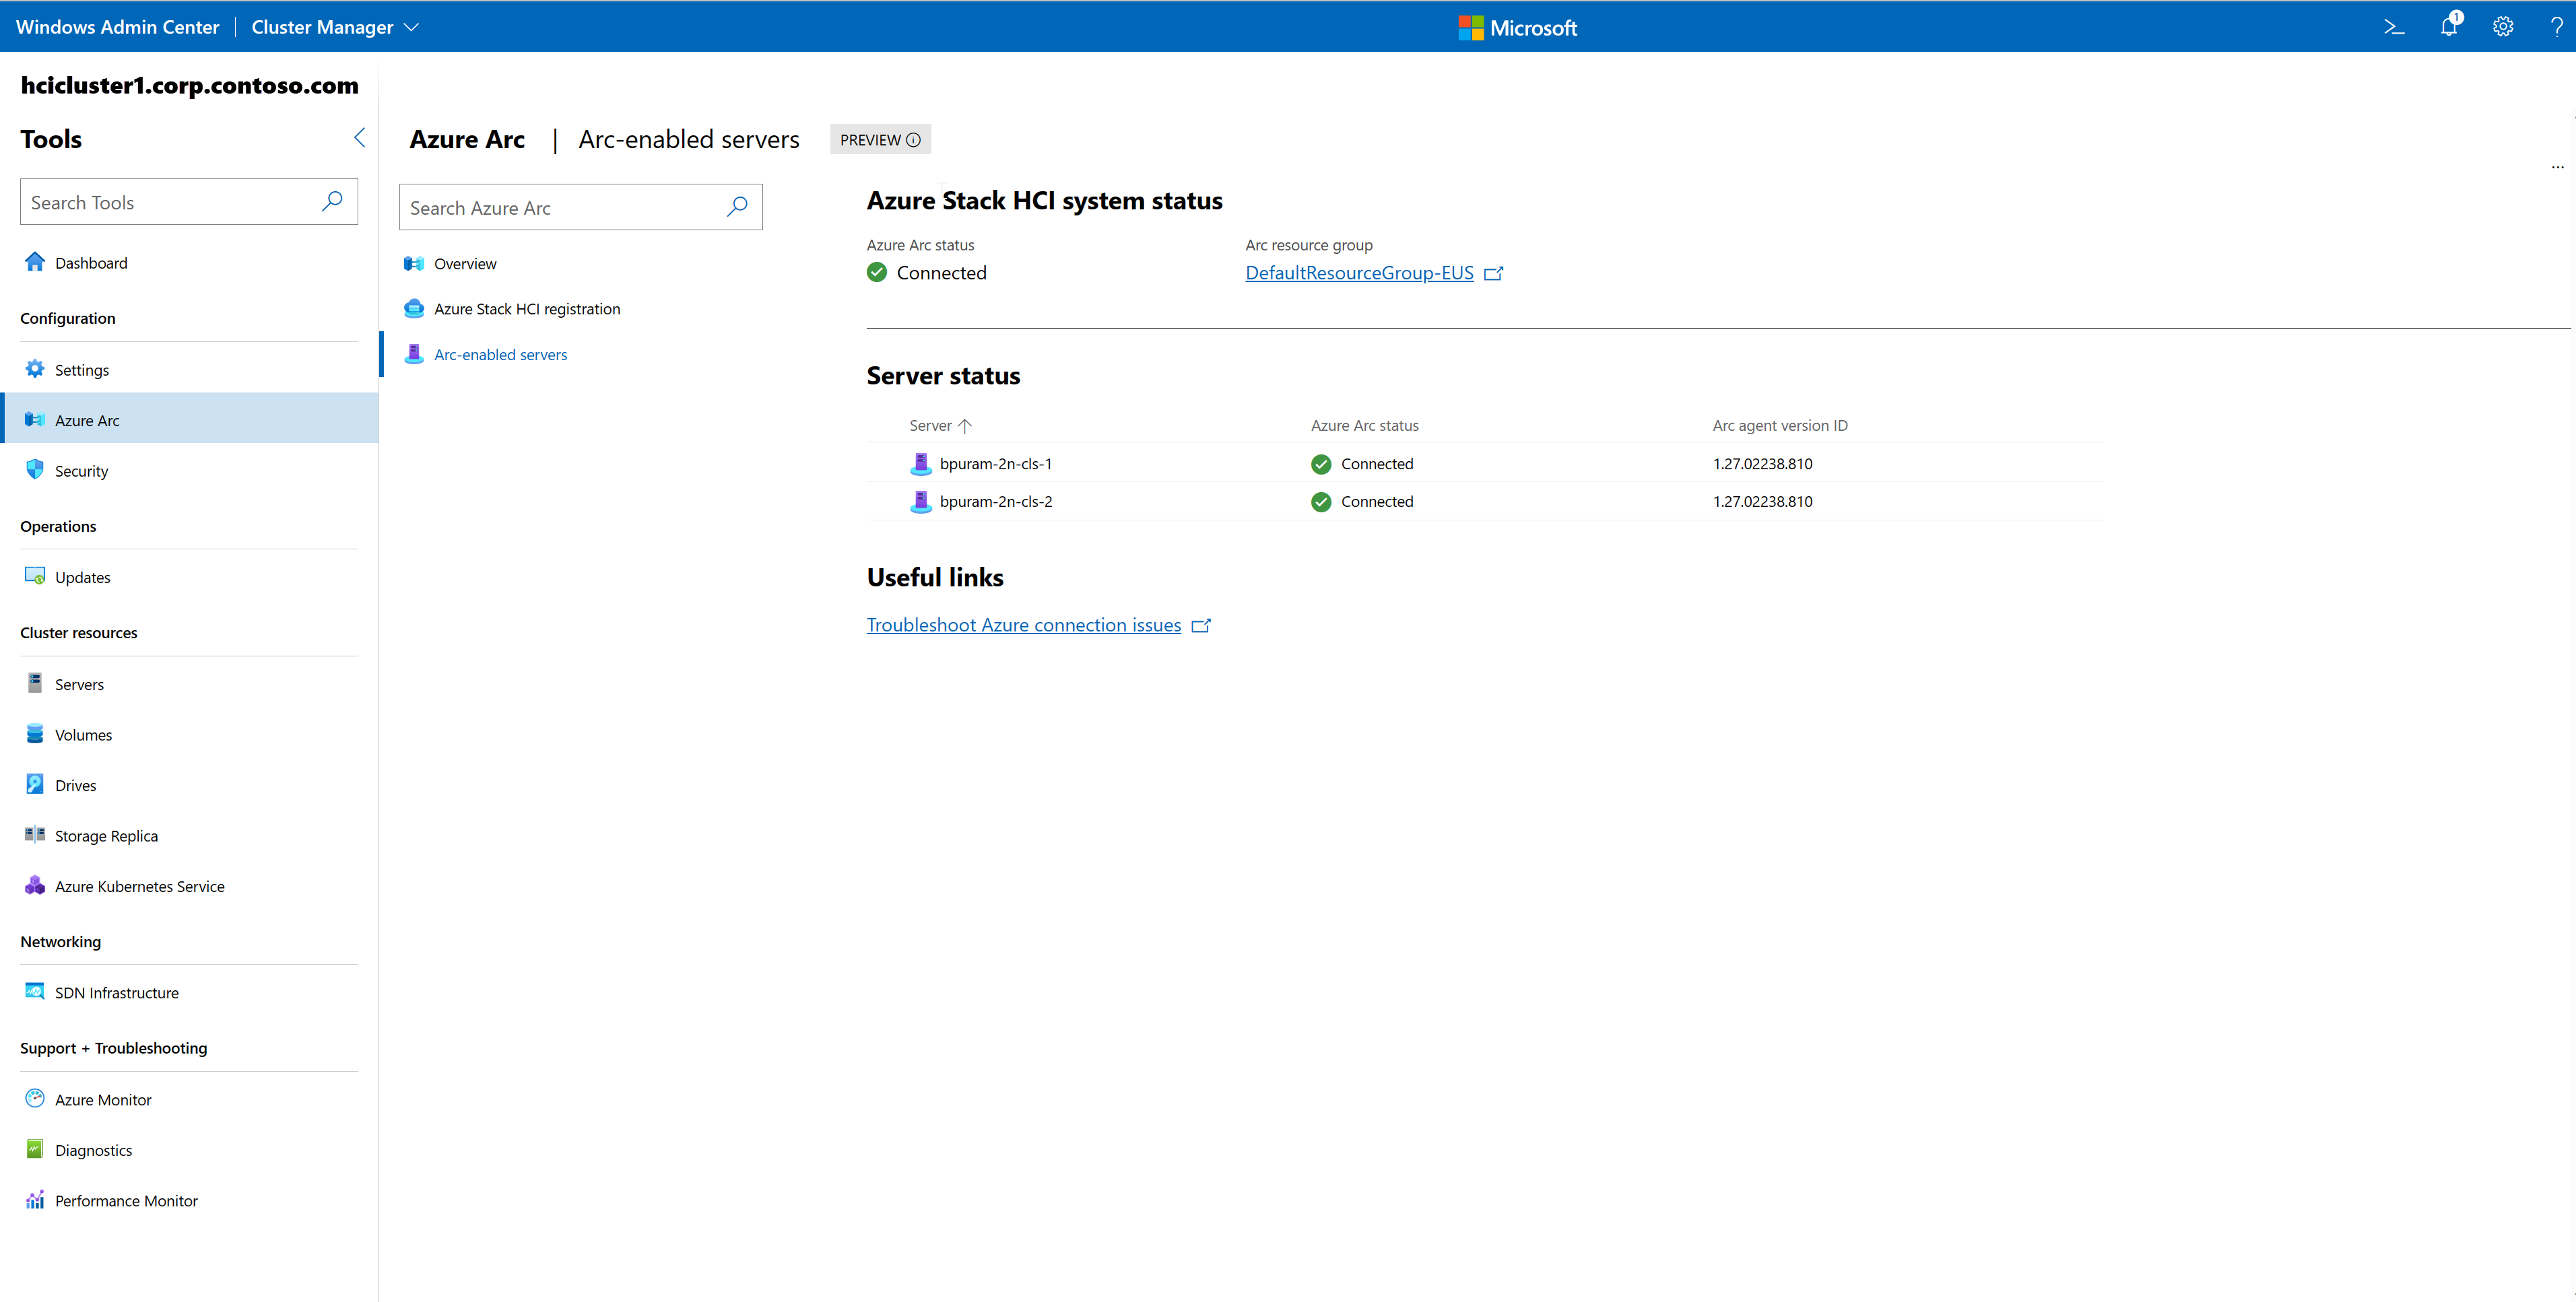 Windows Admin Center | Cluster Manager
Microsoft
1
hcicluster1.corp.contoso.com
Tools
Search Tools
Dashboard
Configuration
Settings
Azure Arc
Security
Operations
Updates
Cluster resources
Servers
Volumes
Drives
Storage Replica
Azure Kubernetes Service
Networking
SDN Infrastructure
Support + Troubleshooting
Azure Monitor
Diagnostics
Performance Monitor
Azure Arc | Arc-enabled servers PREVIEW
Search Azure Arc
Overview
Azure Stack HCI registration
Arc-enabled servers
Azure Stack HCI system status
Azure Arc status Arc resource group
Connected DefaultResourceGroup-EUS
Server status
Server Azure Arc status Arc agent version ID
bpuram-2n-cls-1 Connected 1.27.02238.810
bpuram-2n-cls-2 Connected 1.27.02238.810
Useful links
Troubleshoot Azure connection issues